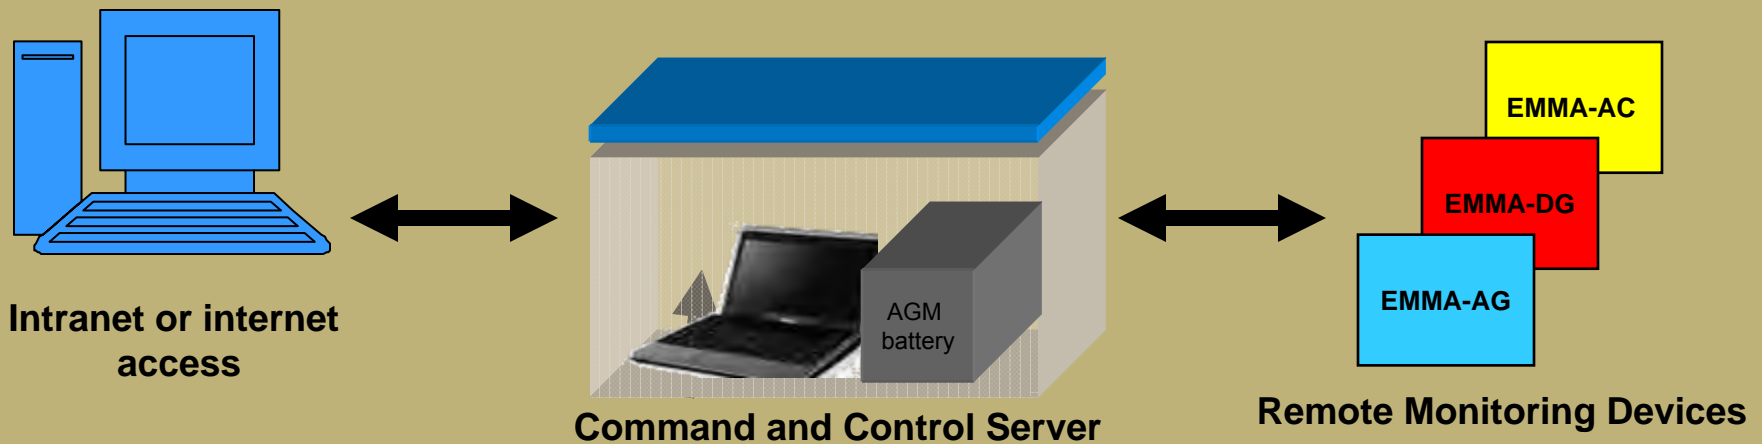 Intranet or internet
access
AGM
battery
Command and Control Server
EMMA-AC
EMMA-DG
EMMA-AG
Remote Monitoring Devices